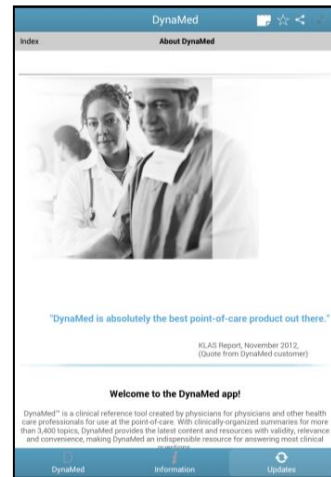 DynaMed
Index
About DynaMed
"DynaMed is absolutely the best point-of-care product out there."
KLAS Report, November 2012,
(Quote from DynaMed customer)
Welcome to the DynaMed app!
DynaMed™ is a clinical reference tool created by physicians for physicians and other health
care professionals for use at the point-of-care. With clinically-organized summaries for more
than 3,400 topics, DynaMed provides the latest content and resources with validity, relevance
and convenience, making DynaMed an indispensable resource for answering most clinical
questions
DynaMed
Information
Updates